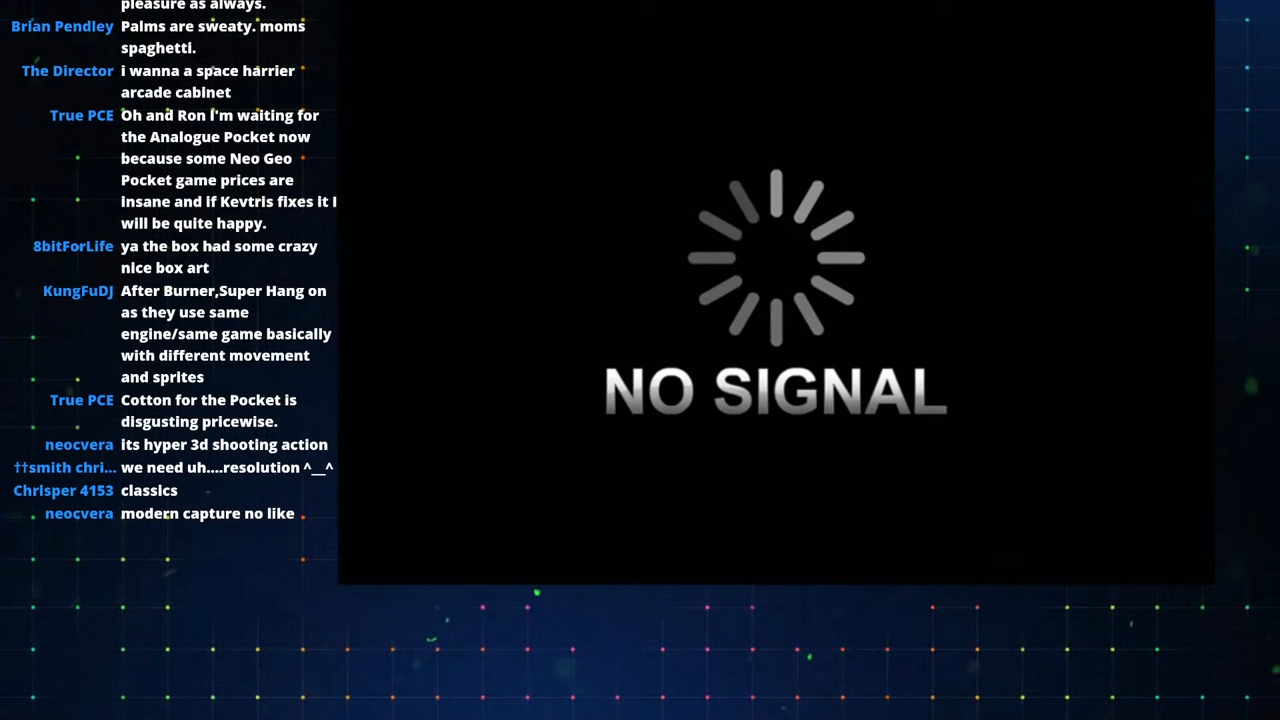 pleasure as always.
Brian Pendley Palms are sweaty. moms
spaghetti.
The Director i wanna a space harrier
arcade cabinet
True PCE Oh and Ron I'm waiting for
the Analogue Pocket now
because some Neo Geo
Pocket game prices are
insane and if Kevtris fixes it I
will be quite happy.
8bitForLife ya the box had some crazy
nice box art
KungFuDJ After Burner,Super Hang on
as they use same
engine/same game basically
with different movement
and sprites
True PCE Cotton for the Pocket is
disgusting pricewise.
neocvera its hyper 3d shooting action
††smith chri... we need uh....resolution ^__^
Chrisper 4153 classics
neocvera modern capture no like
NO SIGNAL